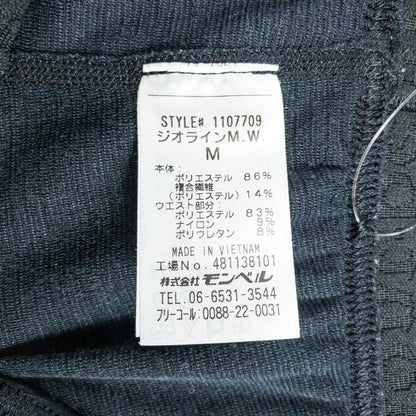 STYLE# 1107709
ジオラインM.W.
M
本体:
ポリエステル 86%
複合繊維
(ポリエステル) 14%
ウエスト部分:
ポリエステル 83%
ナイロン 9%
ポリウレタン 8%
MADE IN VIETNAM
工場No. 481138101
株式会社 モンベル
TEL. 06-6531-3544
フリーコール: 0088-22-0031